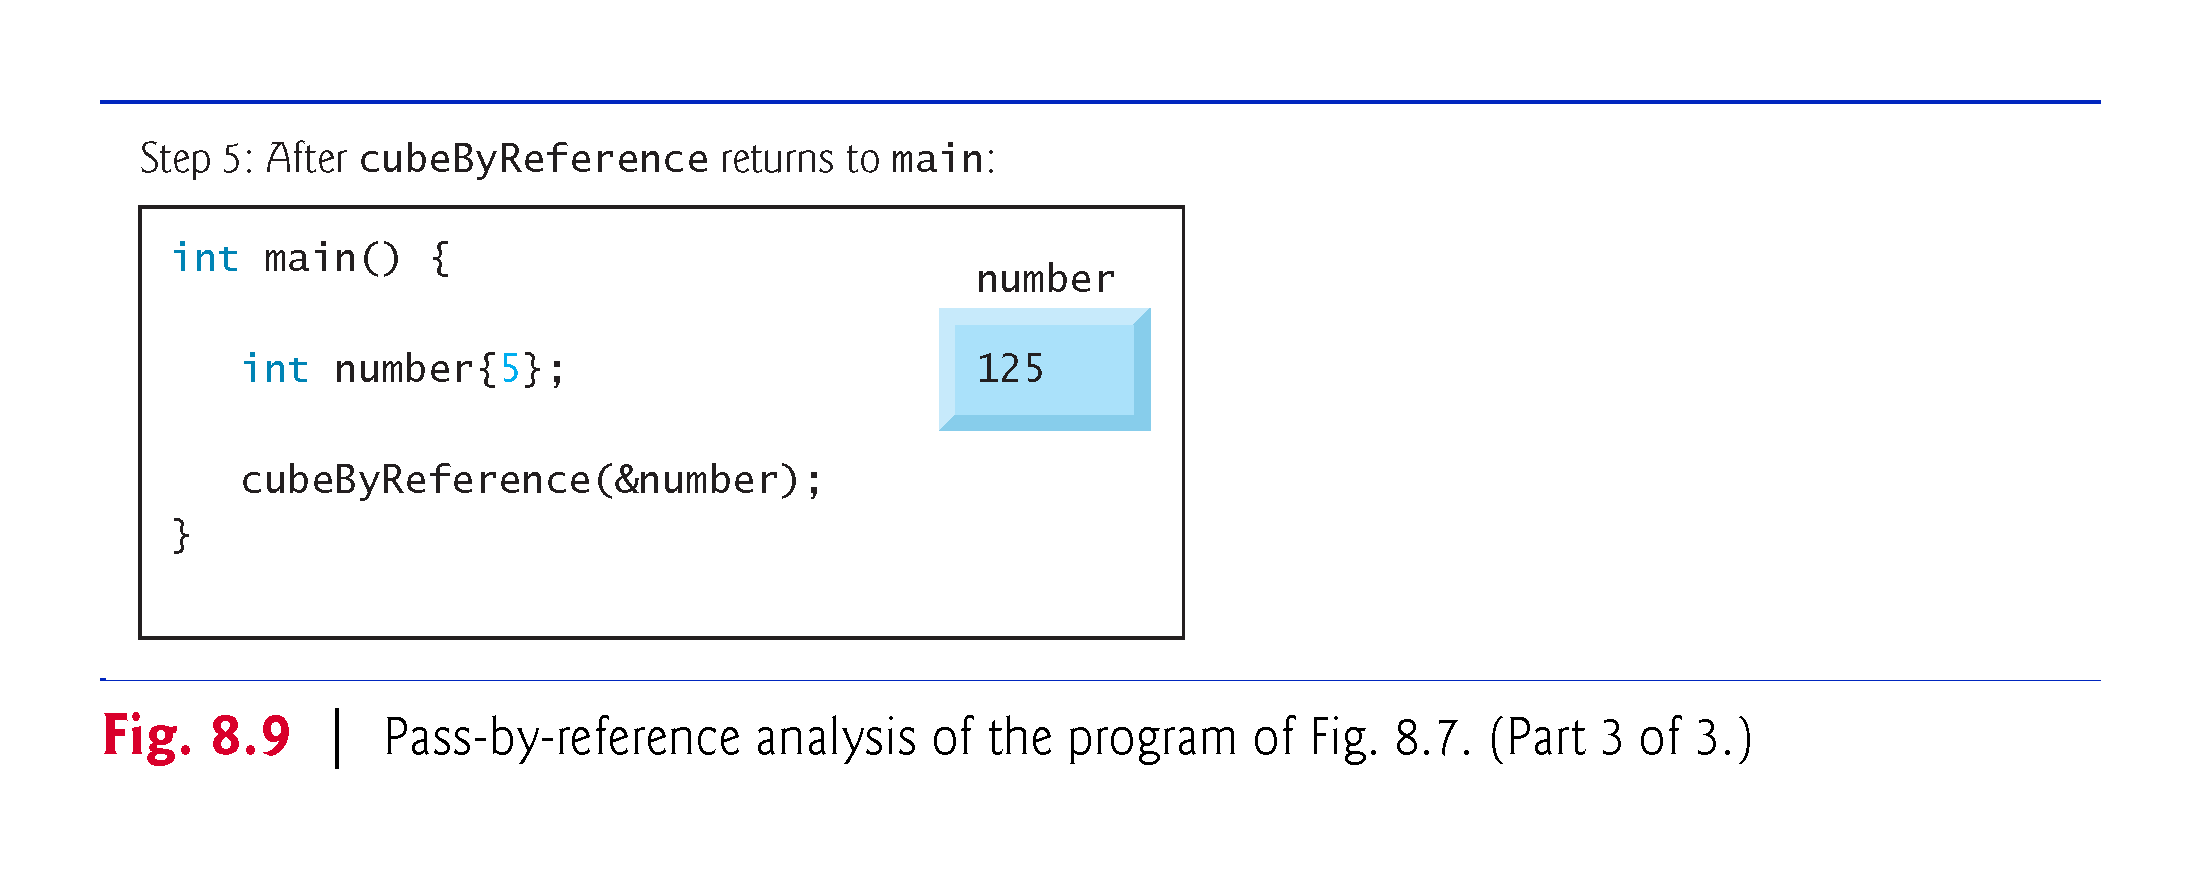 Step 5: After cubeByReference returns to main:
int main() {
number
int number{5};
125
cubeByReference(&number);
}
Fig. 8.9 | Pass-by-reference analysis of the program of Fig. 8.7. (Part 3 of 3.)